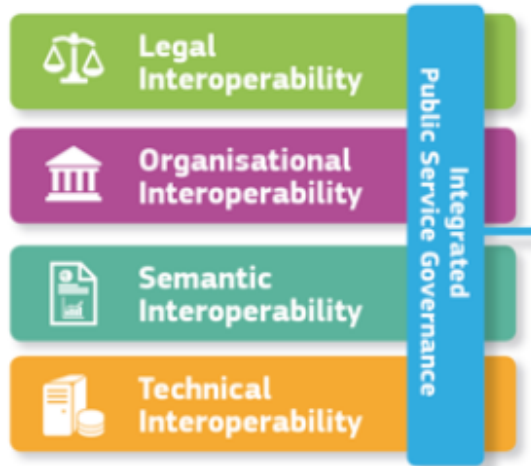 Legal
Interoperability
Organisational
Interoperability
Semantic
Interoperability
Technical
Interoperability
Integrated
Public Service Governance